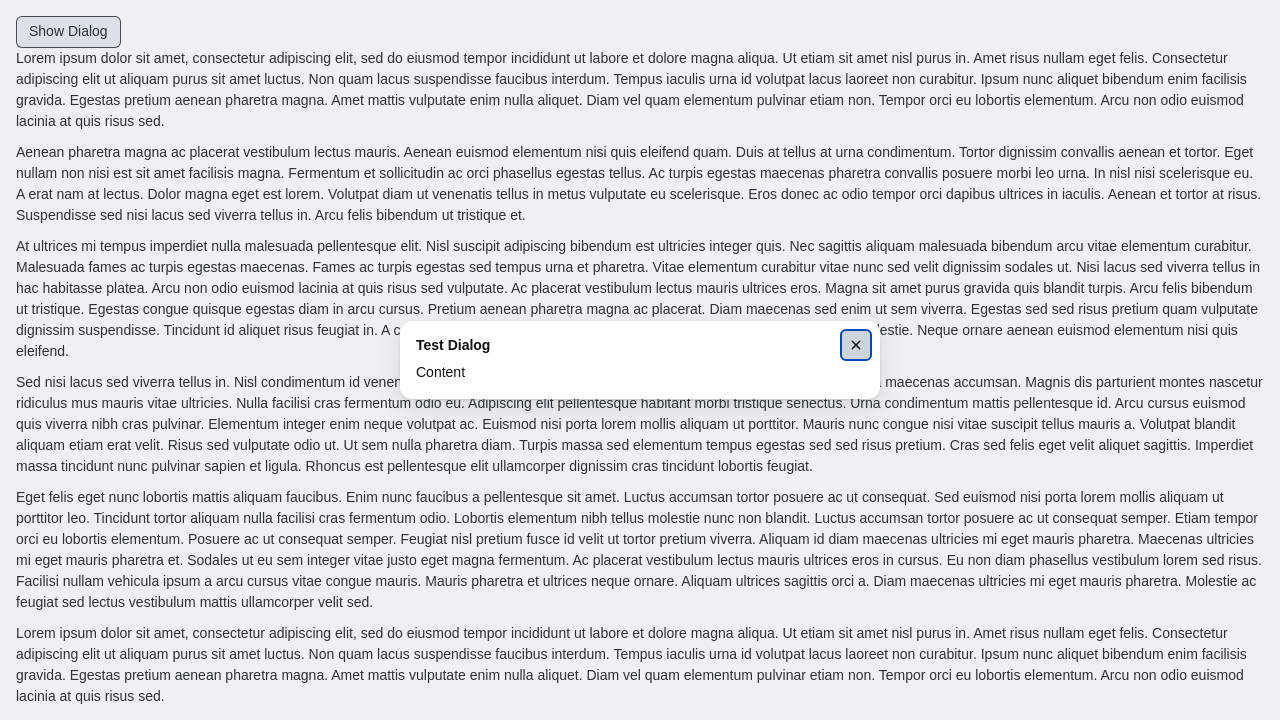 Show Dialog
Lorem ipsum dolor sit amet, consectetur adipiscing elit, sed do eiusmod tempor incididunt ut labore et dolore magna aliqua. Ut etiam sit amet nisl purus in. Amet risus nullam eget felis. Consectetur
adipiscing elit ut aliquam purus sit amet luctus. Non quam lacus suspendisse faucibus interdum. Tempus iaculis urna id volutpat lacus laoreet non curabitur. Ipsum nunc aliquet bibendum enim facilisis
gravida. Egestas pretium aenean pharetra magna. Amet mattis vulputate enim nulla aliquet. Diam vel quam elementum pulvinar etiam non. Tempor orci eu lobortis elementum. Arcu non odio euismod
lacinia at quis risus sed.
Aenean pharetra magna ac placerat vestibulum lectus mauris. Aenean euismod elementum nisi quis eleifend quam. Duis at tellus at urna condimentum. Tortor dignissim convallis aenean et tortor. Eget
nullam non nisi est sit amet facilisis magna. Fermentum et sollicitudin ac orci phasellus egestas tellus. Ac turpis egestas maecenas pharetra convallis posuere morbi leo urna. In nisl nisi scelerisque eu.
A erat nam at lectus. Dolor magna eget est lorem. Volutpat diam ut venenatis tellus in metus vulputate eu scelerisque. Eros donec ac odio tempor orci dapibus ultrices in iaculis. Aenean et tortor at risus.
Suspendisse sed nisi lacus sed viverra tellus in. Arcu felis bibendum ut tristique et.
At ultrices mi tempus imperdiet nulla malesuada pellentesque elit. Nisl suscipit adipiscing bibendum est ultricies integer quis. Nec sagittis aliquam malesuada bibendum arcu vitae elementum curabitur.
Malesuada fames ac turpis egestas maecenas. Fames ac turpis egestas sed tempus urna et pharetra. Vitae elementum curabitur vitae nunc sed velit dignissim sodales ut. Nisi lacus sed viverra tellus in
hac habitasse platea. Arcu non odio euismod lacinia at quis risus sed vulputate. Ac placerat vestibulum lectus mauris ultrices eros. Magna sit amet purus gravida quis blandit turpis. Arcu felis bibendum
ut tristique. Egestas congue quisque egestas diam in arcu cursus. Pretium aenean pharetra magna ac placerat. Diam maecenas sed enim ut sem viverra. Egestas sed sed risus pretium quam vulputate
dignissim suspendisse. Tincidunt id aliquet risus feugiat in. A Neque ornare aenean euismod elementum nisi quis
eleifend.
Test Dialog
Content
Sed nisi lacus sed viverra tellus in. Nisl condimentum id maecenas accumsan. Magnis dis parturient montes nascetur
ridiculus mus mauris vitae ultricies. Nulla facilisi cras fermentum odio eu. Adipiscing elit pellentesque habitant morbi tristique senectus. Urna condimentum mattis pellentesque id. Arcu cursus euismod
quis viverra nibh cras pulvinar. Elementum integer enim neque volutpat ac. Euismod nisi porta lorem mollis aliquam ut porttitor. Mauris nunc congue nisi vitae suscipit tellus mauris a. Volutpat blandit
aliquam etiam erat velit. Risus sed vulputate odio ut. Ut sem nulla pharetra diam. Turpis massa sed elementum tempus egestas sed sed risus pretium. Cras sed felis eget velit aliquet sagittis. Imperdiet
massa tincidunt nunc pulvinar sapien et ligula. Rhoncus est pellentesque elit ullamcorper dignissim cras tincidunt lobortis feugiat.
Eget felis eget nunc lobortis mattis aliquam faucibus. Enim nunc faucibus a pellentesque sit amet. Luctus accumsan tortor posuere ac ut consequat. Sed euismod nisi porta lorem mollis aliquam ut
porttitor leo. Tincidunt tortor aliquam nulla facilisi cras fermentum odio. Lobortis elementum nibh tellus molestie nunc non blandit. Luctus accumsan tortor posuere ac ut consequat semper. Etiam tempor
orci eu lobortis elementum. Posuere ac ut consequat semper. Feugiat nisl pretium fusce id velit ut tortor pretium viverra. Aliquam id diam maecenas ultricies mi eget mauris pharetra. Maecenas ultricies
mi eget mauris pharetra et. Sodales ut eu sem integer vitae justo eget magna fermentum. Ac placerat vestibulum lectus mauris ultrices eros in cursus. Eu non diam phasellus vestibulum lorem sed risus.
Facilisi nullam vehicula ipsum a arcu cursus vitae congue mauris. Mauris pharetra et ultrices neque ornare. Aliquam ultrices sagittis orci a. Diam maecenas ultricies mi eget mauris pharetra. Molestie ac
feugiat sed lectus vestibulum mattis ullamcorper velit sed.
Lorem ipsum dolor sit amet, consectetur adipiscing elit, sed do eiusmod tempor incididunt ut labore et dolore magna aliqua. Ut etiam sit amet nisl purus in. Amet risus nullam eget felis. Consectetur
adipiscing elit ut aliquam purus sit amet luctus. Non quam lacus suspendisse faucibus interdum. Tempus iaculis urna id volutpat lacus laoreet non curabitur. Ipsum nunc aliquet bibendum enim facilisis
gravida. Egestas pretium aenean pharetra magna. Amet mattis vulputate enim nulla aliquet. Diam vel quam elementum pulvinar etiam non. Tempor orci eu lobortis elementum. Arcu non odio euismod
lacinia at quis risus sed.